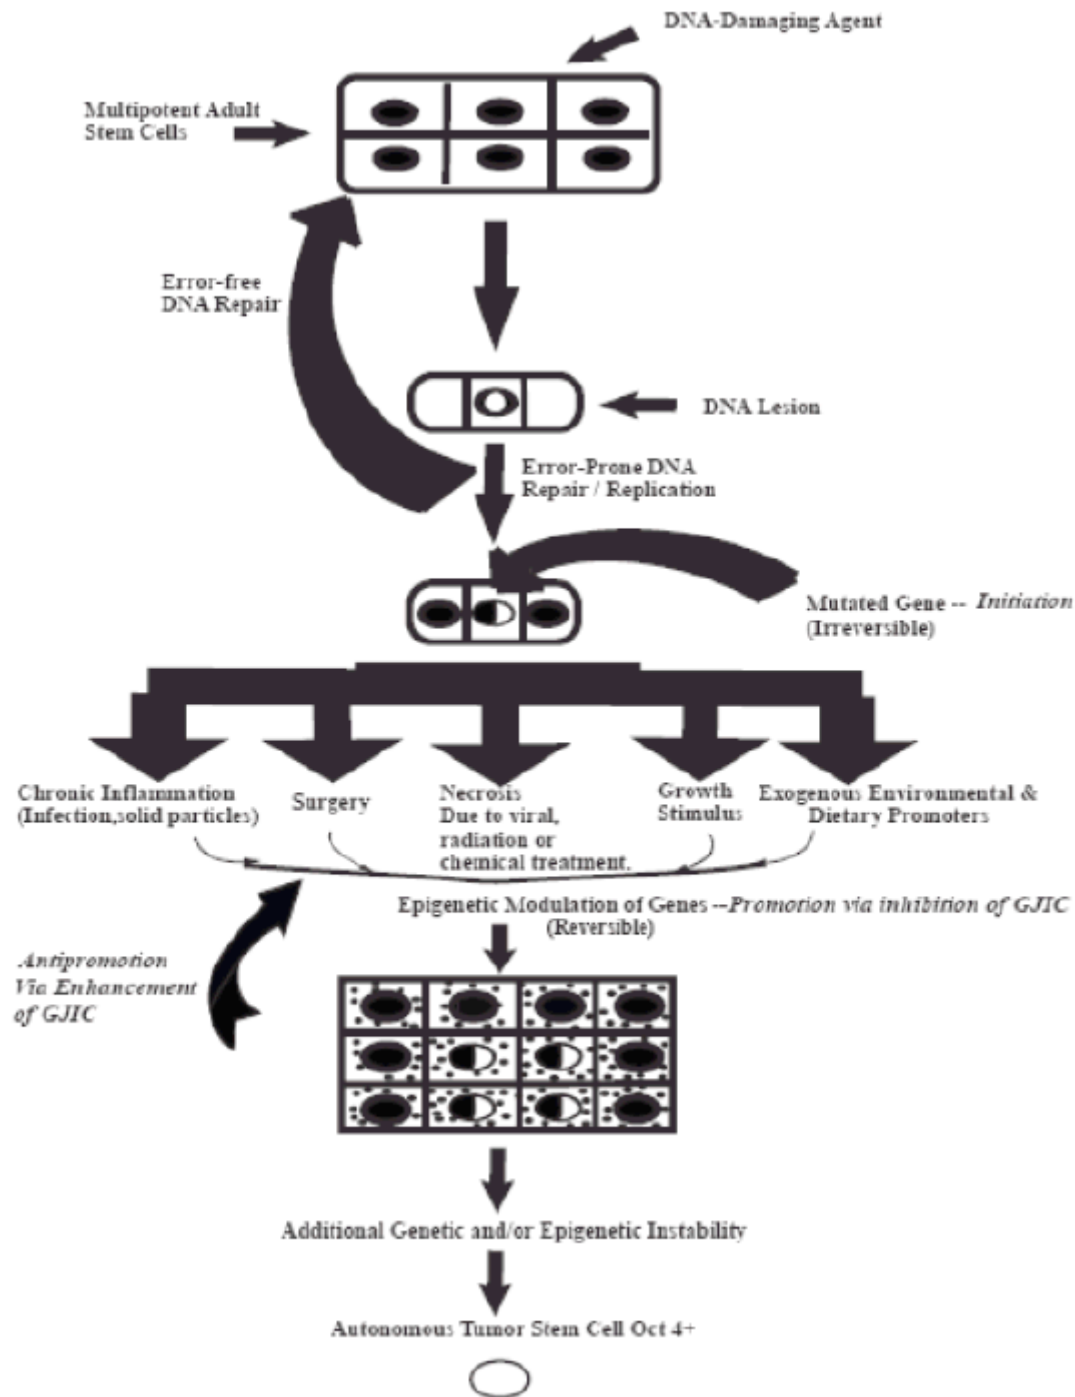 DNA-Damaging Agent
Multipotent Adult
Stem Cells
Error-free
DNA Repair
DNA Lesion
Error-Prone DNA
Repair / Replication
Mutated Gene -- Initiation
(Irreversible)
Chronic Inflammation
(Infection,solid particles)
Surgery
Necrosis
Due to viral,
radiation or
chemical treatment.
Growth
Stimulus
Exogenous Environmental &
Dietary Promoters
Epigenetic Modulation of Genes --Promotion via inhibition of GJIC
(Reversible)
Antipromotion
Via Enhancement
of GJIC
Additional Genetic and/or Epigenetic Instability
Autonomous Tumor Stem Cell Oct 4+